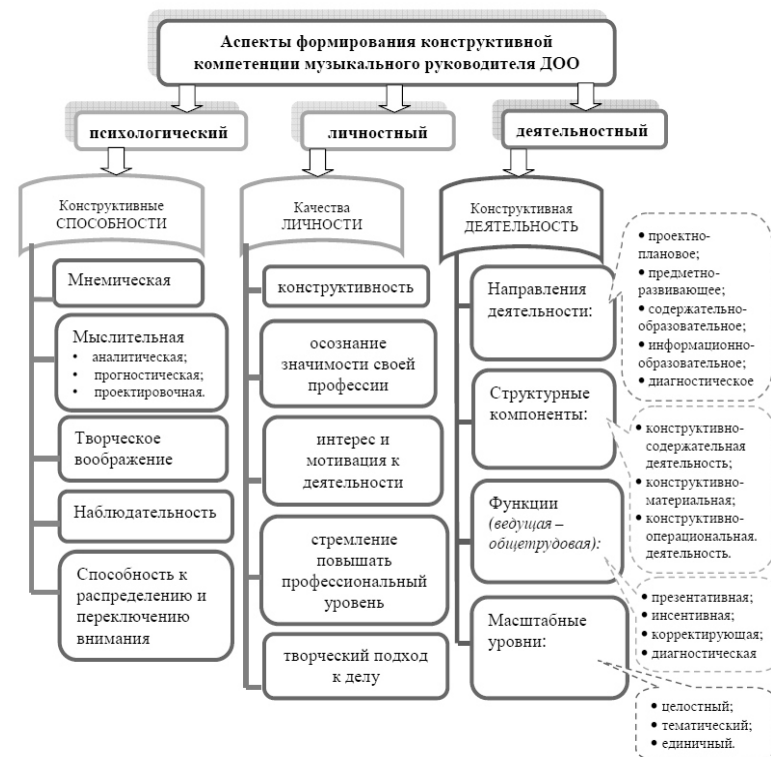 Аспекты формирования конструктивной
компетенции музыкального руководителя ДОО
психологический
личностный
деятельностный
Конструктивные
СПОСОБНОСТИ
Мнемическая
Мыслительная
• аналитическая;
• прогностическая;
• проектировочная.
Творческое
воображение
Наблюдательность
Способность к
распределению и
переключению
внимания
Качества
ЛИЧНОСТИ
конструктивность
осознание
значимости своей
профессии
интерес и
мотивация к
деятельности
стремление
повышать
профессиональный
уровень
творческий подход
к делу
Конструктивная
ДЕЯТЕЛЬНОСТЬ
Направления
деятельности:
• проектно-
плановое;
• предметно-
развивающее;
• содержательно-
образовательное;
• информационно-
образовательное;
• диагностическое
Структурные
компоненты:
• конструктивно-
содержательная
деятельность;
• конструктивно-
материальная;
• конструктивно-
операциональная.
деятельность.
Функции
(ведущая –
общетрудовая):
• презентативная;
• инсентивная;
• корректирующая;
• диагностическая
Масштабные
уровни:
• целостный;
• тематический;
• единичный.